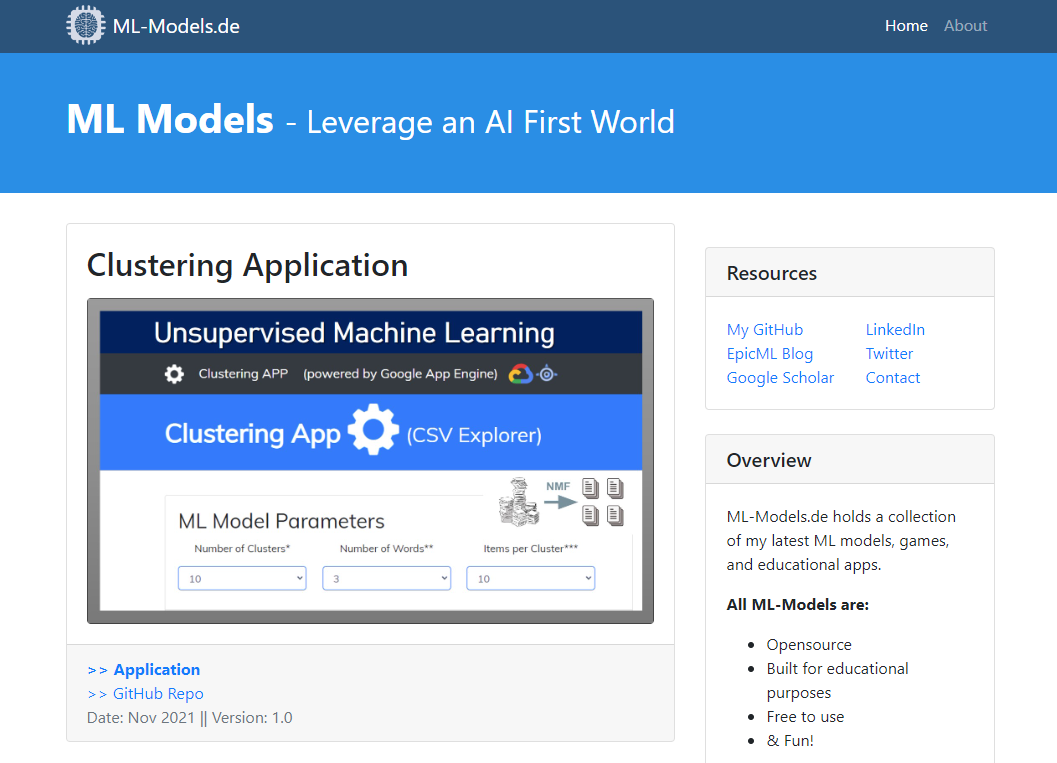 ML-Models.de
Home About
ML Models - Leverage an AI First World
Clustering Application
Unsupervised Machine Learning
Clustering APP (powered by Google App Engine)
Clustering App (CSV Explorer)
NMF
ML Model Parameters
Number of Clusters* Number of Words** Items per Cluster***
10 3 10
>> Application
>> GitHub Repo
Date: Nov 2021 || Version: 1.0
Resources
My GitHub LinkedIn
EpicML Blog Twitter
Google Scholar Contact
Overview
ML-Models.de holds a collection
of my latest ML models, games,
and educational apps.
All ML-Models are:
• Opensource
• Built for educational
purposes
• Free to use
• & Fun!